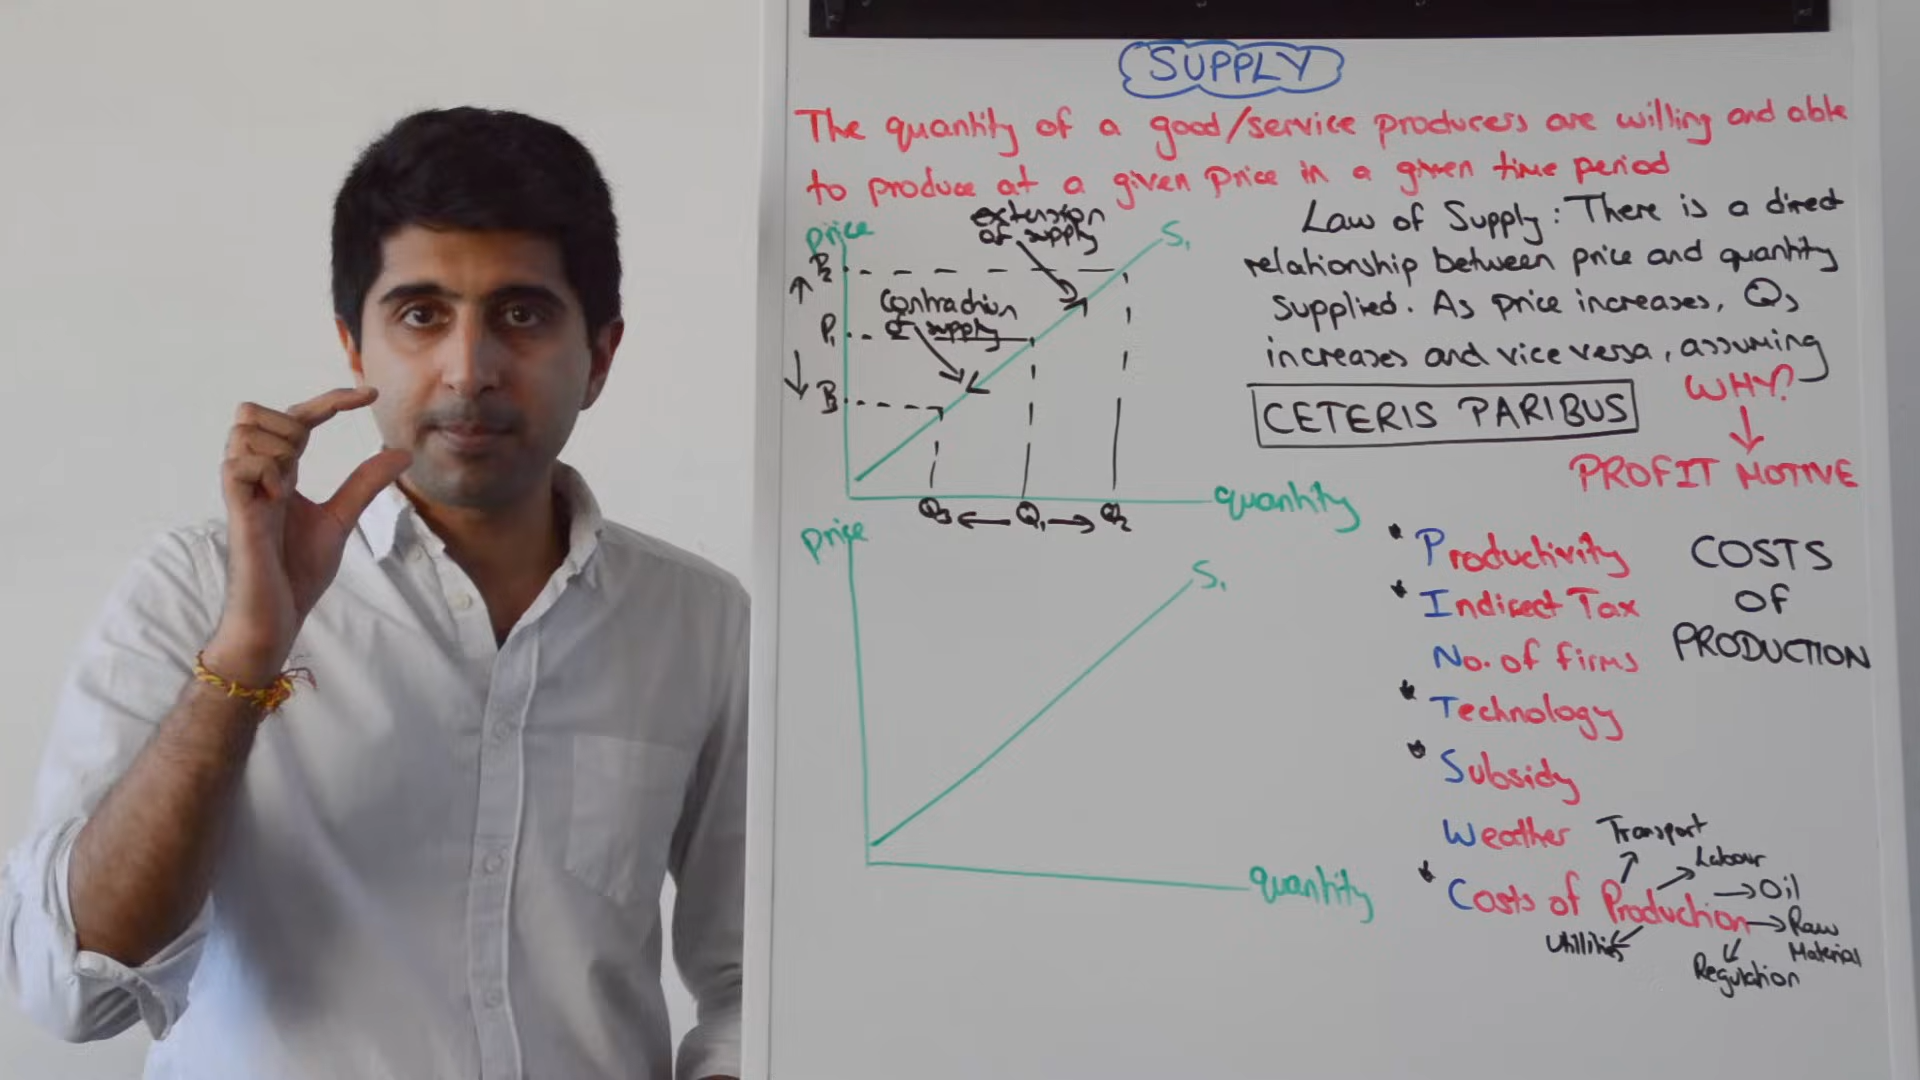 SUPPLY
The quantity of a good/service producers are willing and able
to produce at a given price in a given time period
Law of Supply: There is a direct
relationship between price and quantity
supplied. As price increases, Qs
increases and vice versa, assuming
CETERIS PARIBUS
WHY?
PROFIT MOTIVE
price
P2
P1
P3
extension
of supply
contraction
of supply
S1
Q3 Q1 Q2
quantity
price
S1
quantity
* Productivity
* Indirect Tax
No. of firms
* Technology
* Subsidy
Weather
* Costs of Production
COSTS
OF
PRODUCTION
Transport
Labour
Oil
Raw
Material
Regulation
Utillities